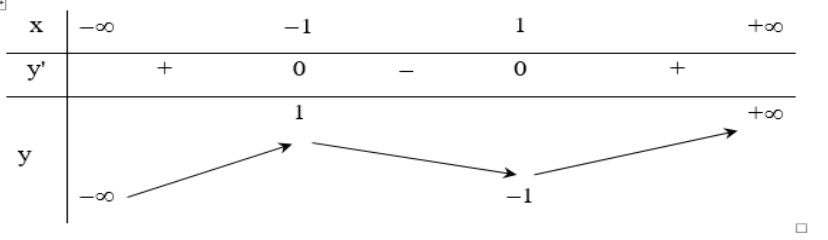 x −∞ −1 1 +∞
y' + 0 − 0 +
1 +∞
y
−∞ −1